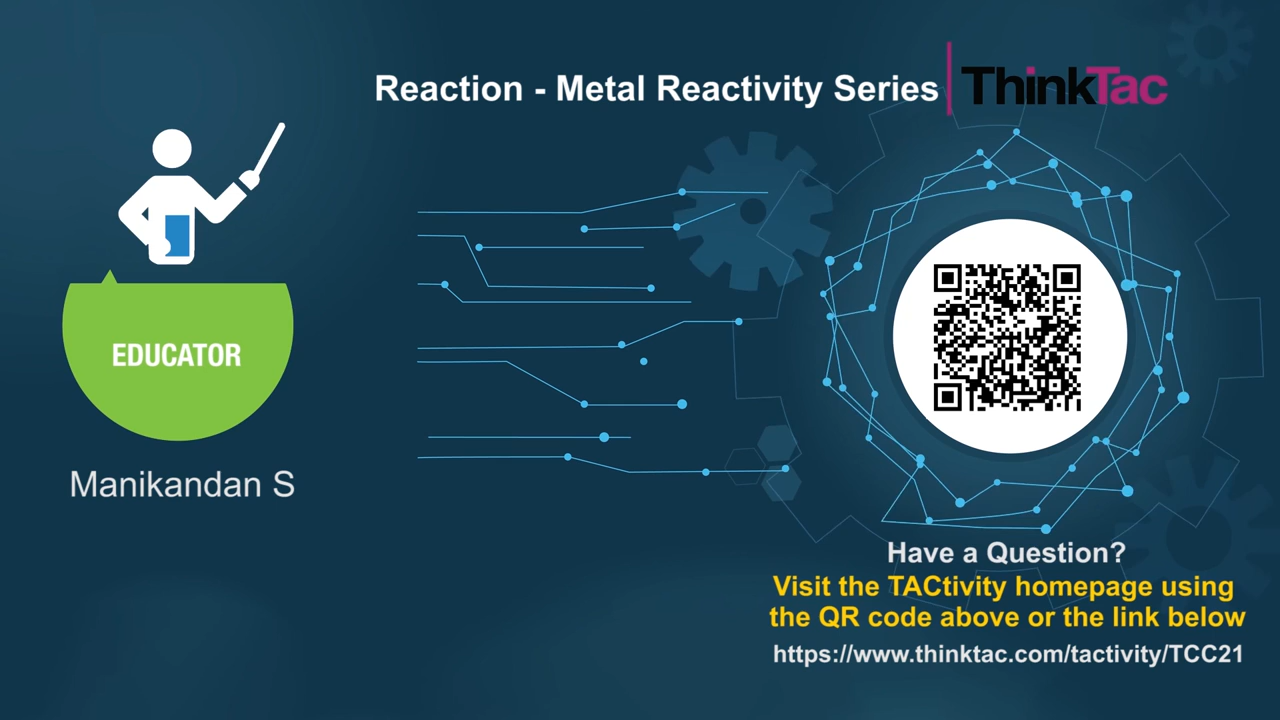 Reaction - Metal Reactivity Series
ThinkTac
EDUCATOR
Manikandan S
Have a Question?
Visit the TACtivity homepage using
the QR code above or the link below
https://www.thinktac.com/tactivity/TCC21